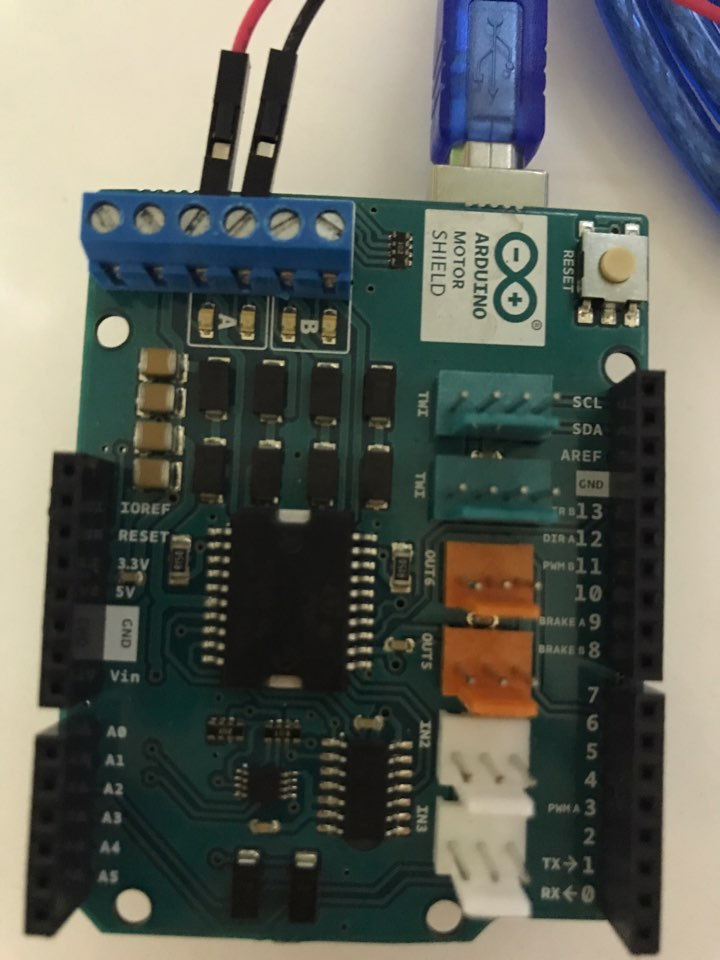 ARDUINO
MOTOR
SHIELD
®
RESET
A
B
TWI
TWI
OUT6
OUT5
IN2
IN3
SCL
SDA
AREF
GND
13
DIR A 12
PWM B 11
10
BRAKE A 9
BRAKE B 8
7
6
5
4
PWM A 3
2
TX→1
RX←0
IOREF
RESET
3.3V
5V
GND
Vin
A0
A1
A2
A3
A4
A5